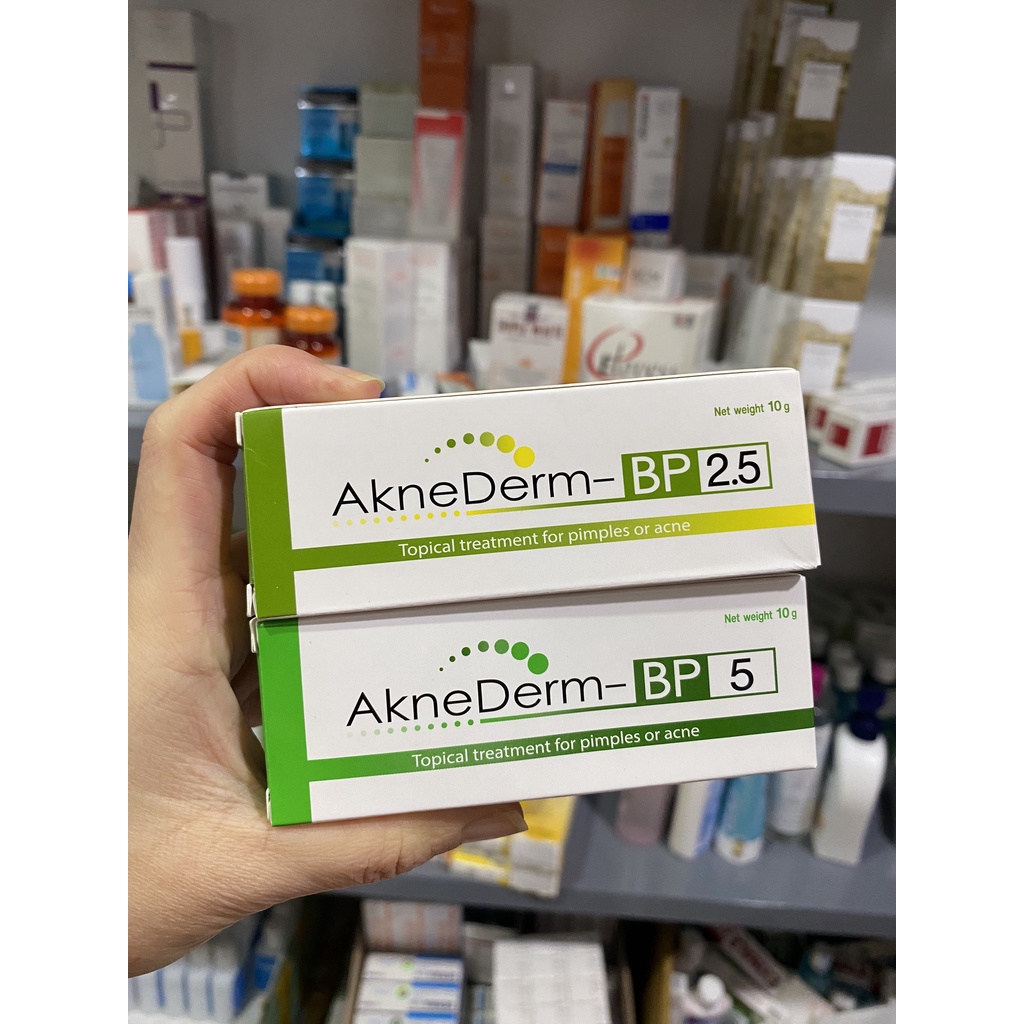 Net weight 10 g
AkneDerm–BP 2.5
Topical treatment for pimples or acne
Net weight 10 g
AkneDerm–BP 5
Topical treatment for pimples or acne